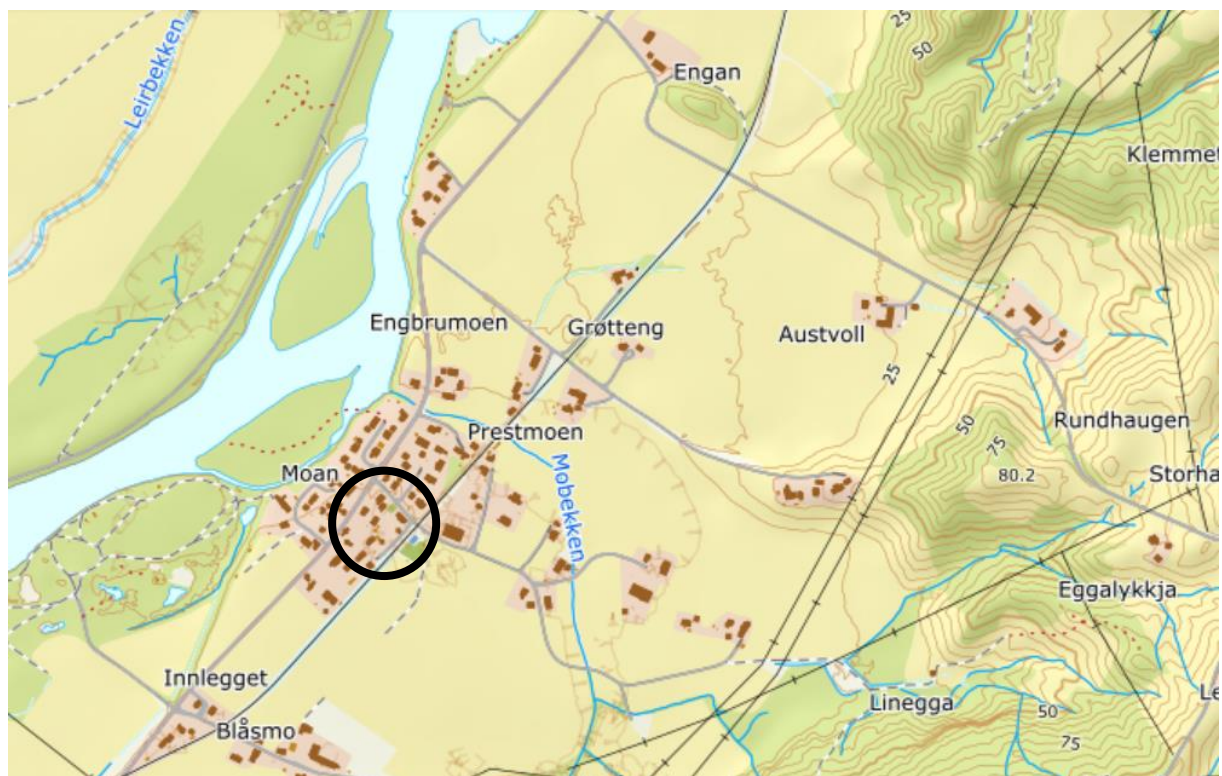 25
50
Engan
Leirbekken
Klemmet
Engbrumoen
Grøtteng
Austvoll
25
50
75
80.2
Rundhaugen
Prestmoen
Moan
Mobekken
Storha
Eggalykkja
Innlegget
Linegga
Le
Blåsmo
50
75